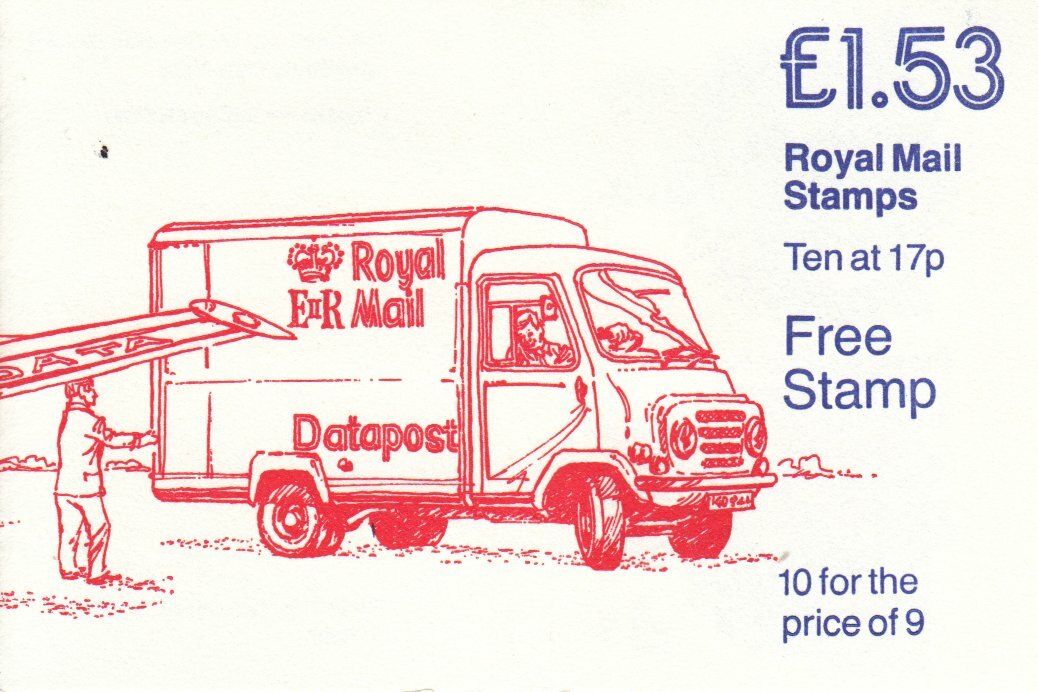 £1.53
Royal Mail
Stamps
Ten at 17p
Free
Stamp
Royal
EIIR Mail
DATA
Datapost
10 for the
price of 9